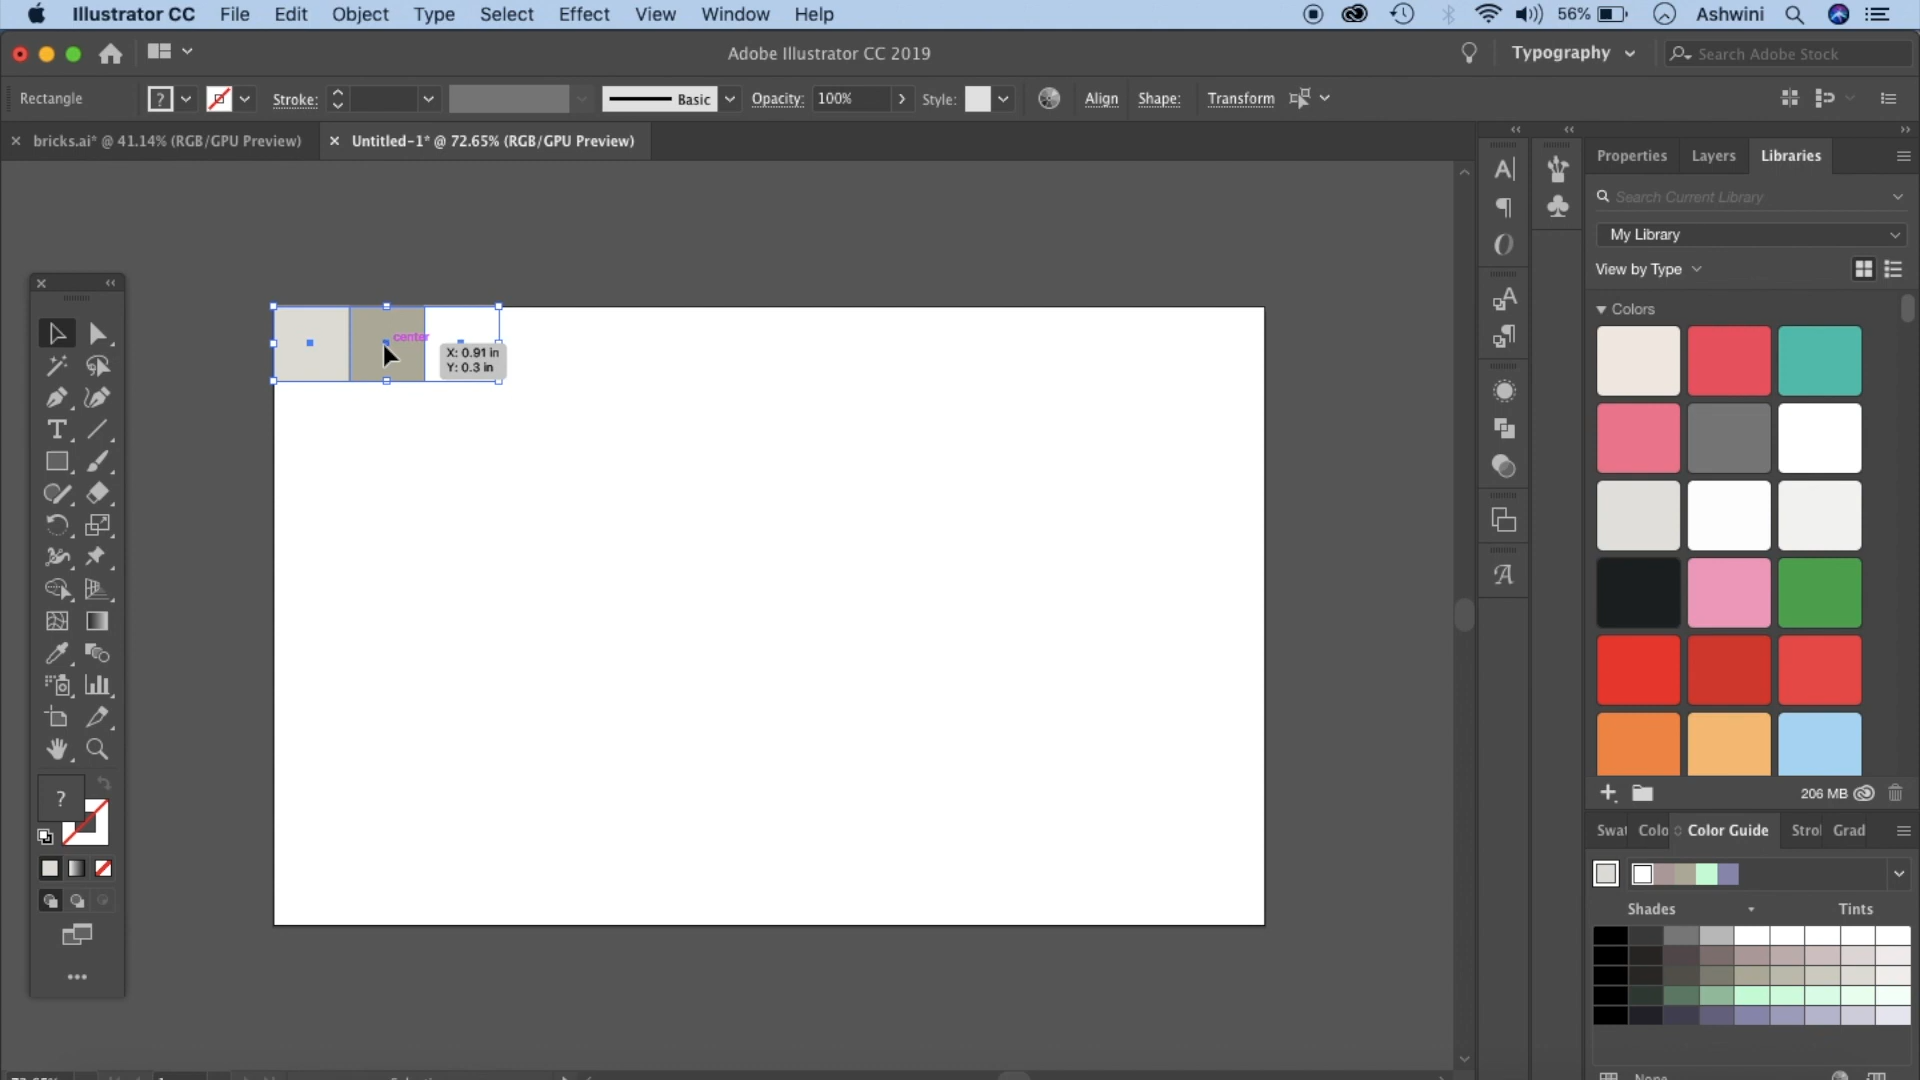 Illustrator CC File Edit Object Type Select Effect View Window Help 56% Ashwini
Adobe Illustrator CC 2019 Typography Search Adobe Stock
Rectangle ? Stroke: Basic Opacity: 100% Style: Align Shape: Transform
bricks.ai* @ 41.14% (RGB/GPU Preview) Untitled-1* @ 72.65% (RGB/GPU Preview)
Properties Layers Libraries
Search Current Library
My Library
View by Type
Colors
center
X: 0.91 in
Y: 0.3 in
206 MB
?
Swat Colo Color Guide Strol Grad
Shades Tints
None